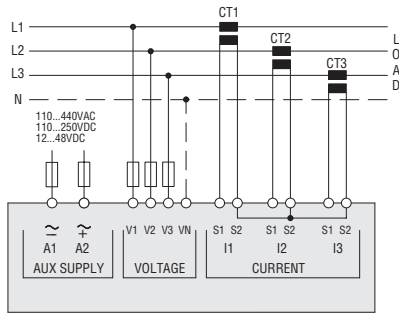 CT1
L1
CT2
L
L2
O
CT3
A
L3
D
N
110...440VAC
110...250VDC
12...48VDC
V1 V2 V3 VN S1 S2 S1 S2 S1 S2
A1 A2 I1 I2 I3
AUX SUPPLY VOLTAGE CURRENT